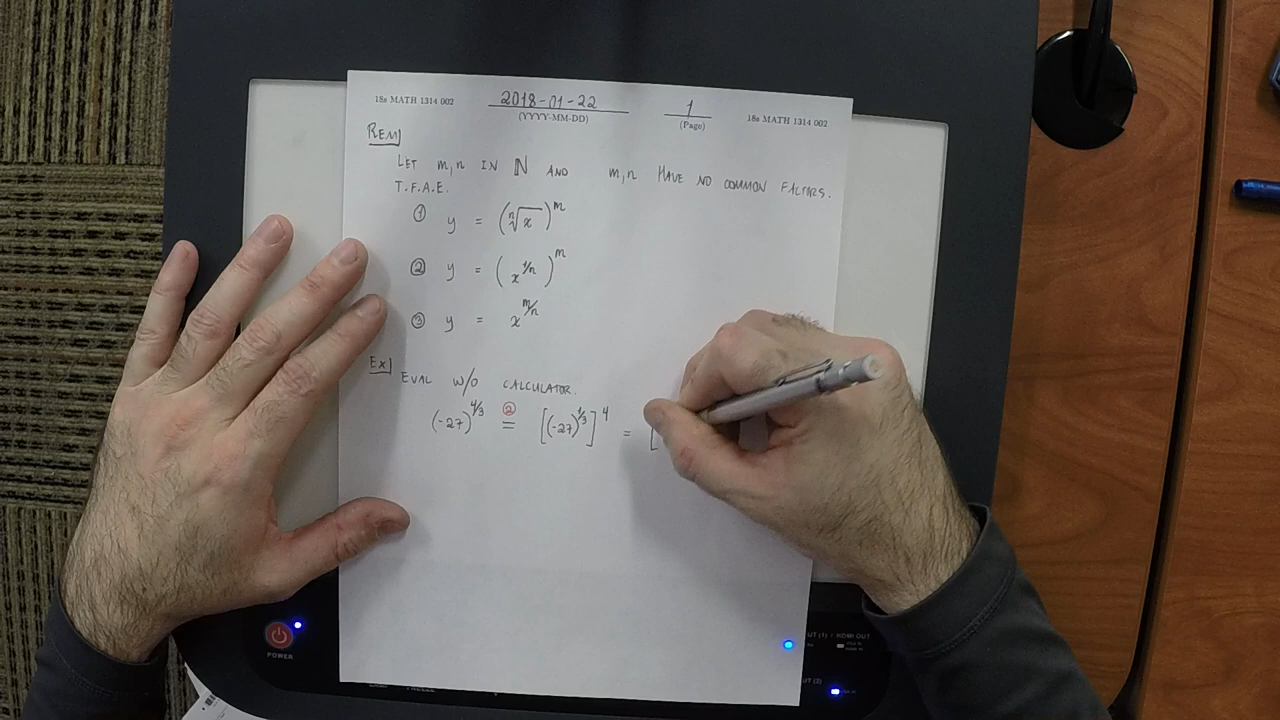 18s MATH 1314 002 2018-01-22 1 18s MATH 1314 002
(YYYY-MM-DD) (Page)
REM
LET m,n IN ℕ AND m,n HAVE NO COMMON FACTORS.
T.F.A.E.
① y = (ⁿ√x)^m
② y = (x^{1/n})^m
③ y = x^{m/n}
EX
EVAL W/O CALCULATOR.
(-27)^{4/3} ②= [(-27)^{1/3}]^4 = [
POWER